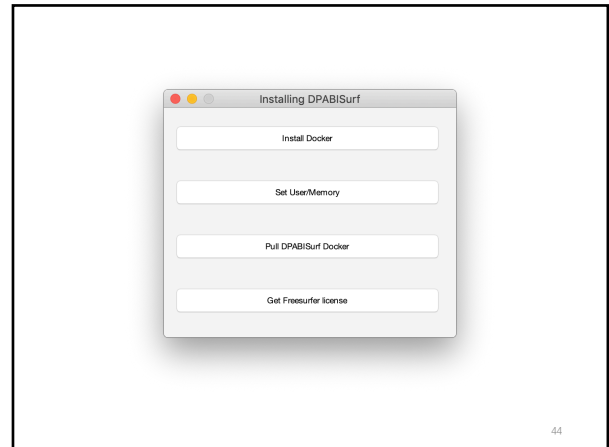 Installing DPABISurf
Install Docker
Set User/Memory
Pull DPABISurf Docker
Get Freesurfer license
44